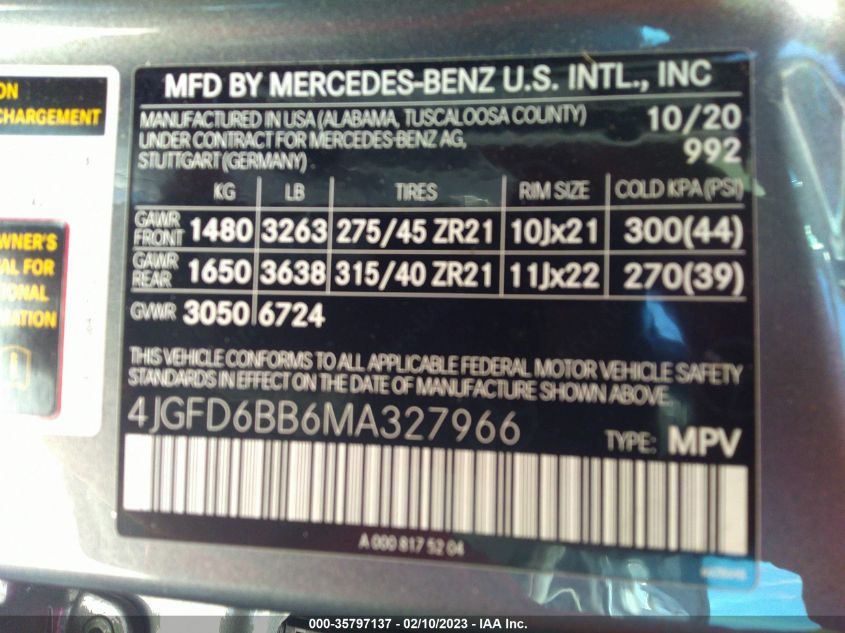 ON
CHARGEMENT
OWNER'S
AL FOR
MFD BY MERCEDES-BENZ U.S. INTL., INC
MANUFACTURED IN USA (ALABAMA, TUSCALOOSA COUNTY) 10/20
UNDER CONTRACT FOR MERCEDES-BENZ AG, 992
STUTTGART (GERMANY)
KG LB TIRES RIM SIZE COLD KPA(PSI)
GAWR FRONT 1480 3263 275/45 ZR21 10Jx21 300(44)
GAWR REAR 1650 3638 315/40 ZR21 11Jx22 270(39)
GVWR 3050 6724
THIS VEHICLE CONFORMS TO ALL APPLICABLE FEDERAL MOTOR VEHICLE SAFETY
STANDARDS IN EFFECT ON THE DATE OF MANUFACTURE SHOWN ABOVE.
4JGFD6BB6MA327966 TYPE: MPV
A 000 817 52 04
000-35797137 - 02/10/2023 - IAA Inc.